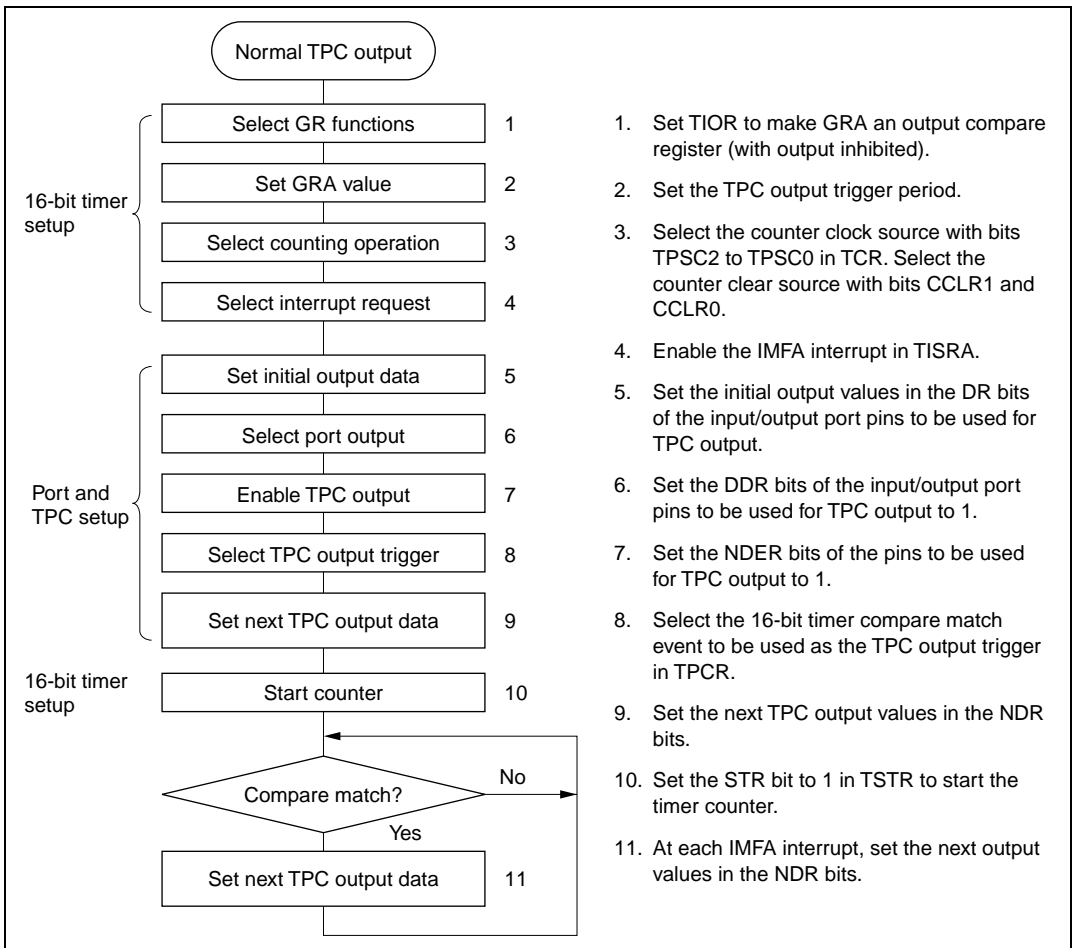 Normal TPC output
16-bit timer
setup
Select GR functions 1
Set GRA value 2
Select counting operation 3
Select interrupt request 4
Port and
TPC setup
Set initial output data 5
Select port output 6
Enable TPC output 7
Select TPC output trigger 8
Set next TPC output data 9
16-bit timer
setup
Start counter 10
Compare match?
No
Yes
Set next TPC output data 11
1. Set TIOR to make GRA an output compare
register (with output inhibited).
2. Set the TPC output trigger period.
3. Select the counter clock source with bits
TPSC2 to TPSC0 in TCR. Select the
counter clear source with bits CCLR1 and
CCLR0.
4. Enable the IMFA interrupt in TISRA.
5. Set the initial output values in the DR bits
of the input/output port pins to be used for
TPC output.
6. Set the DDR bits of the input/output port
pins to be used for TPC output to 1.
7. Set the NDER bits of the pins to be used
for TPC output to 1.
8. Select the 16-bit timer compare match
event to be used as the TPC output trigger
in TPCR.
9. Set the next TPC output values in the NDR
bits.
10. Set the STR bit to 1 in TSTR to start the
timer counter.
11. At each IMFA interrupt, set the next output
values in the NDR bits.